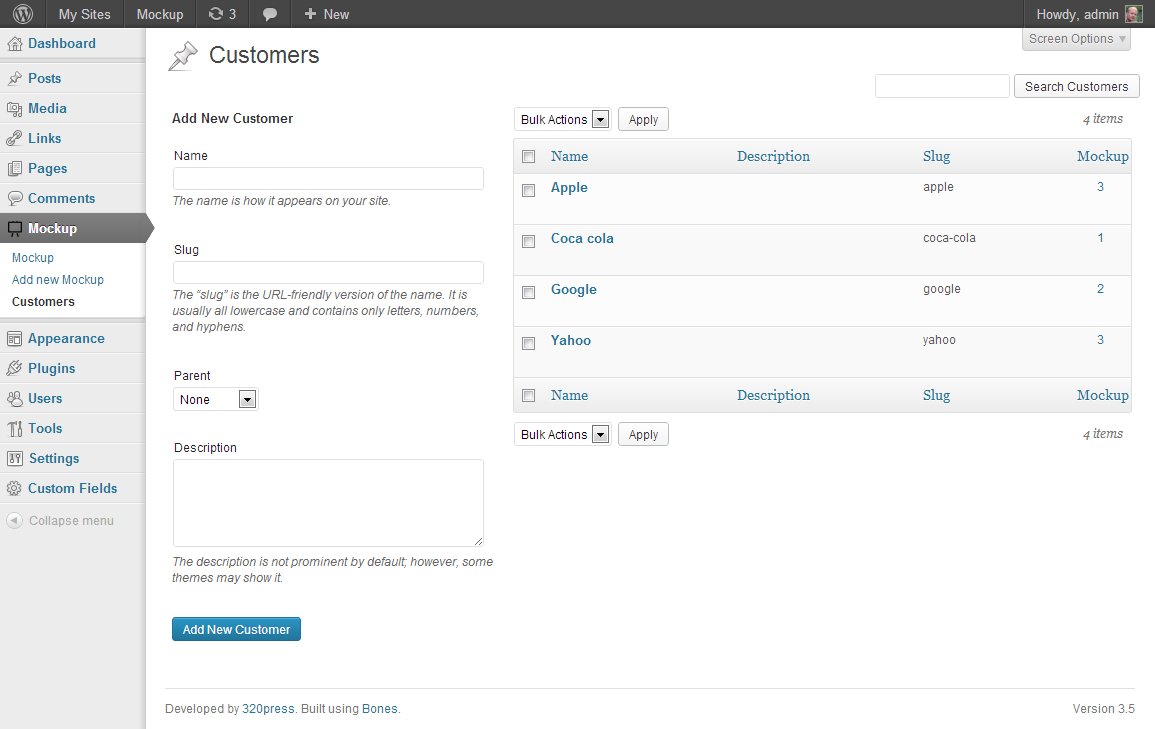 My Sites Mockup 3 New Howdy, admin
Screen Options
Dashboard
Posts
Media
Links
Pages
Comments
Mockup
Mockup
Add new Mockup
Customers
Appearance
Plugins
Users
Tools
Settings
Custom Fields
Collapse menu
Customers
Search Customers
Add New Customer
Name
The name is how it appears on your site.
Slug
The “slug” is the URL-friendly version of the name. It is
usually all lowercase and contains only letters, numbers,
and hyphens.
Parent
None
Description
The description is not prominent by default; however, some
themes may show it.
Add New Customer
Bulk Actions Apply 4 items
Name Description Slug Mockup
Apple apple 3
Coca cola coca-cola 1
Google google 2
Yahoo yahoo 3
Name Description Slug Mockup
Bulk Actions Apply 4 items
Developed by 320press. Built using Bones. Version 3.5